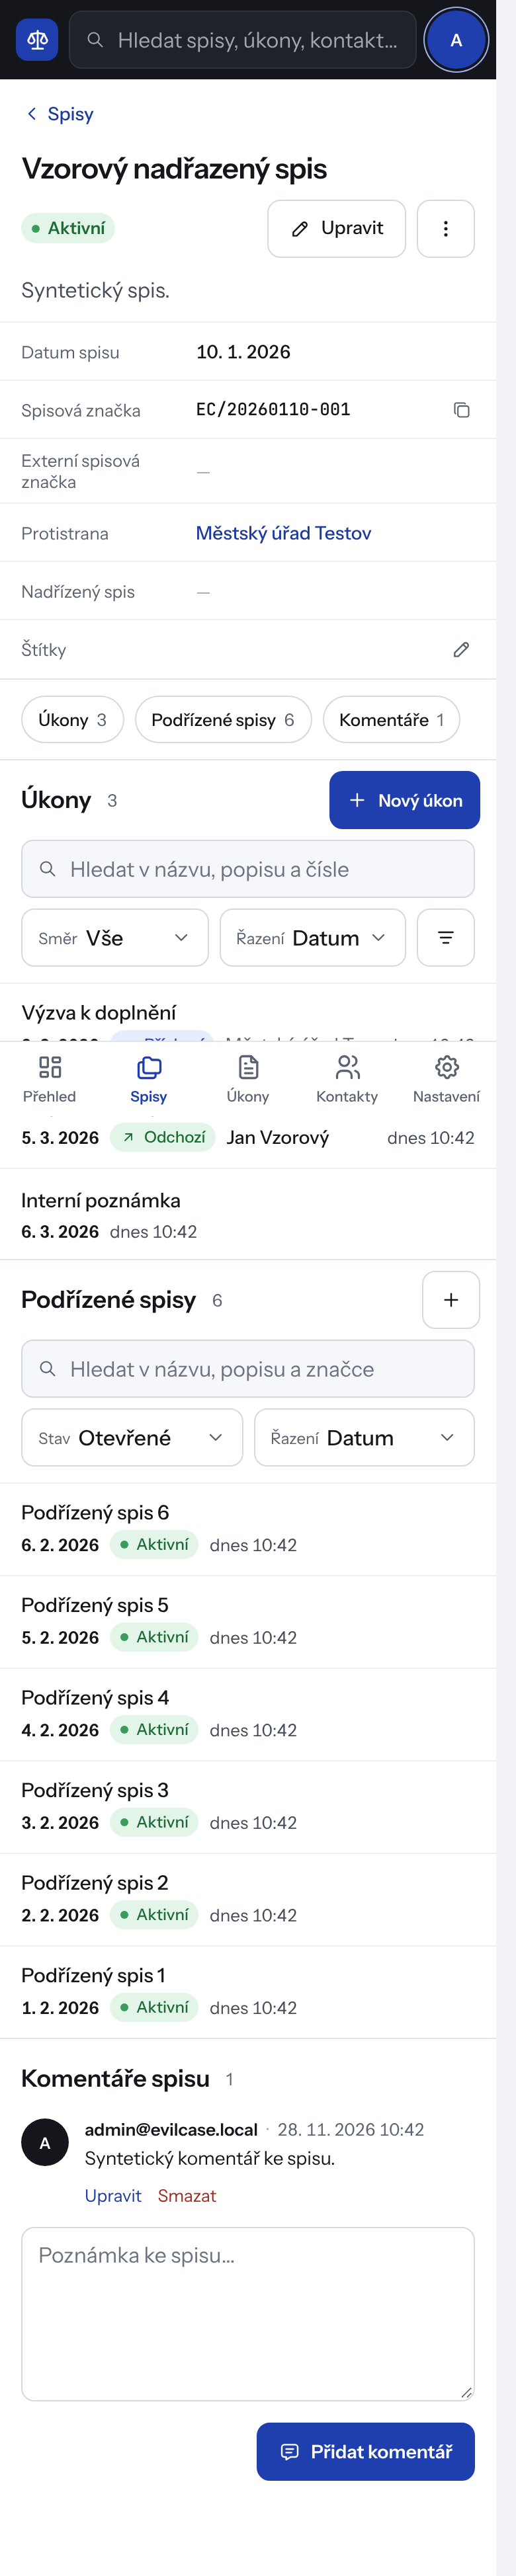 Hledat spisy, úkony, kontakt...
A
Spisy
Vzorový nadřazený spis
Aktivní
Upravit
Syntetický spis.
Datum spisu 10. 1. 2026
Spisová značka EC/20260110-001
Externí spisová
značka —
Protistrana Městský úřad Testov
Nadřízený spis —
Štítky
Úkony 3 Podřízené spisy 6 Komentáře 1
Úkony 3 Nový úkon
Hledat v názvu, popisu a čísle
Směr Vše Řazení Datum
Výzva k doplnění
Přehled Spisy Úkony Kontakty Nastavení
5. 3. 2026 Odchozí Jan Vzorový dnes 10:42
Interní poznámka
6. 3. 2026 dnes 10:42
Podřízené spisy 6
Hledat v názvu, popisu a značce
Stav Otevřené Řazení Datum
Podřízený spis 6
6. 2. 2026 Aktivní dnes 10:42
Podřízený spis 5
5. 2. 2026 Aktivní dnes 10:42
Podřízený spis 4
4. 2. 2026 Aktivní dnes 10:42
Podřízený spis 3
3. 2. 2026 Aktivní dnes 10:42
Podřízený spis 2
2. 2. 2026 Aktivní dnes 10:42
Podřízený spis 1
1. 2. 2026 Aktivní dnes 10:42
Komentáře spisu 1
A
admin@evilcase.local · 28. 11. 2026 10:42
Syntetický komentář ke spisu.
Upravit Smazat
Poznámka ke spisu...
Přidat komentář